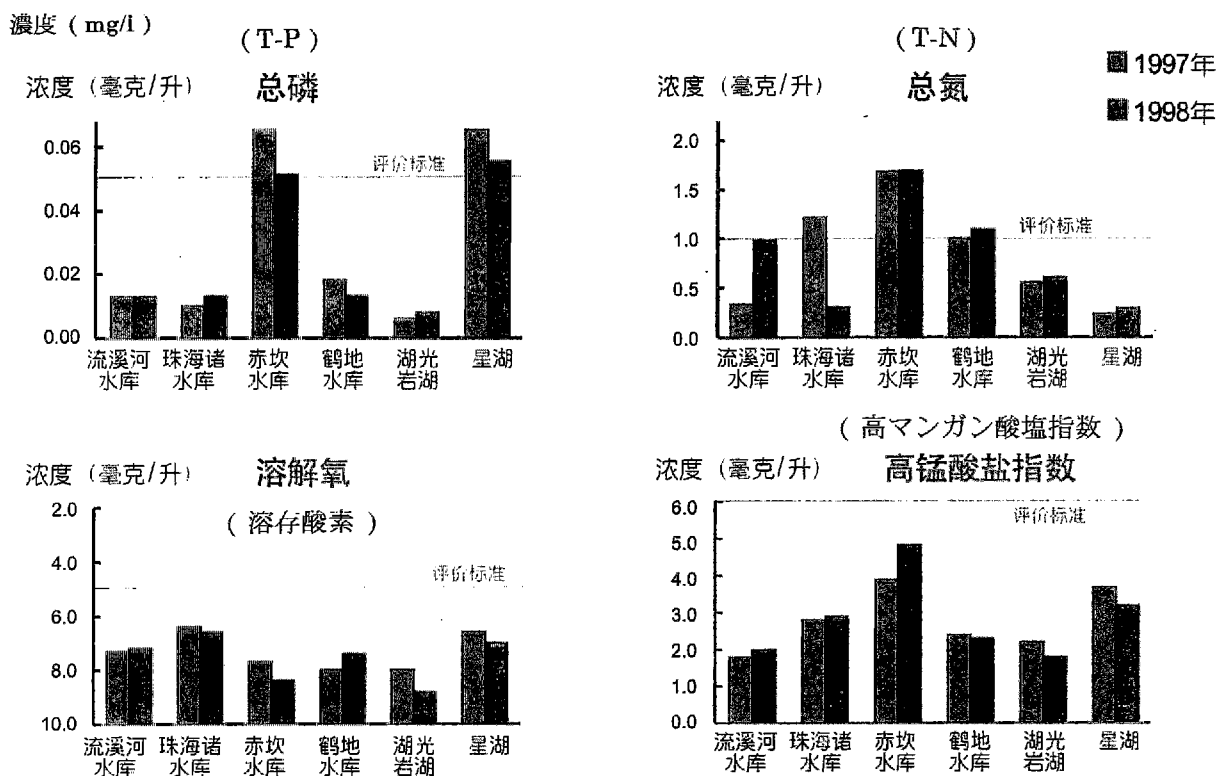 濃度 ( mg/l )
( T-P )
( T-N )
浓度 (毫克/升)
总磷
浓度 (毫克/升)
总氮
1997年
1998年
0.06
0.04
0.02
0.00
评价标准
流溪河
水库
珠海诸
水库
赤坎
水库
鹤地
水库
湖光
岩湖
星湖
2.0
1.5
1.0
0.5
0.0
评价标准
流溪河
水库
珠海诸
水库
赤坎
水库
鹤地
水库
湖光
岩湖
星湖
浓度 (毫克/升)
溶解氧
( 溶存酸素 )
2.0
4.0
6.0
8.0
10.0
评价标准
流溪河
水库
珠海诸
水库
赤坎
水库
鹤地
水库
湖光
岩湖
星湖
( 高マンガン酸塩指数 )
浓度 (毫克/升)
高锰酸盐指数
6.0
5.0
4.0
3.0
2.0
1.0
0.0
评价标准
流溪河
水库
珠海诸
水库
赤坎
水库
鹤地
水库
湖光
岩湖
星湖